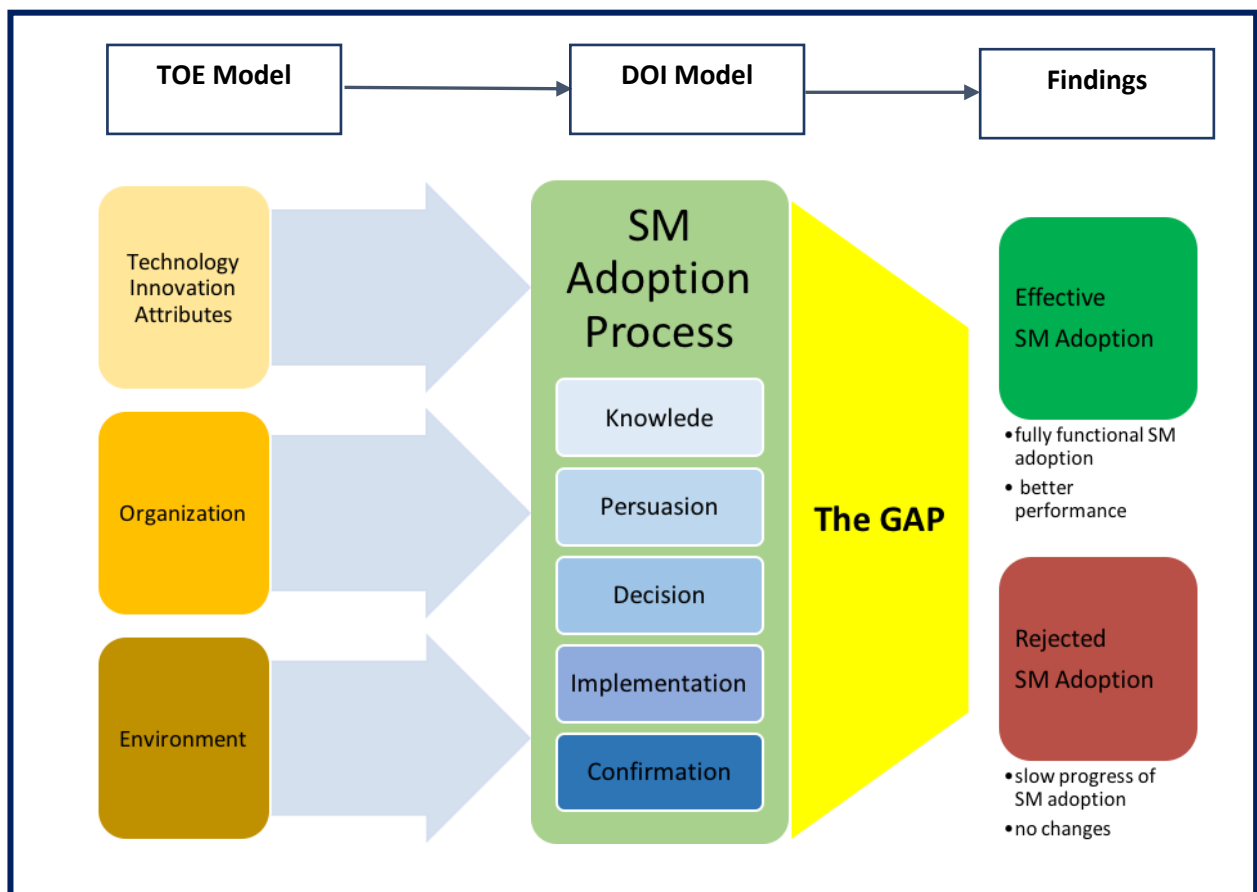 TOE Model
DOI Model
Findings
Technology
Innovation
Attributes
Organization
Environment
SM
Adoption
Process
Knowlede
Persuasion
Decision
Implementation
Confirmation
The GAP
Effective
SM Adoption
•fully functional SM
adoption
• better
performance
Rejected
SM Adoption
•slow progress of
SM adoption
•no changes